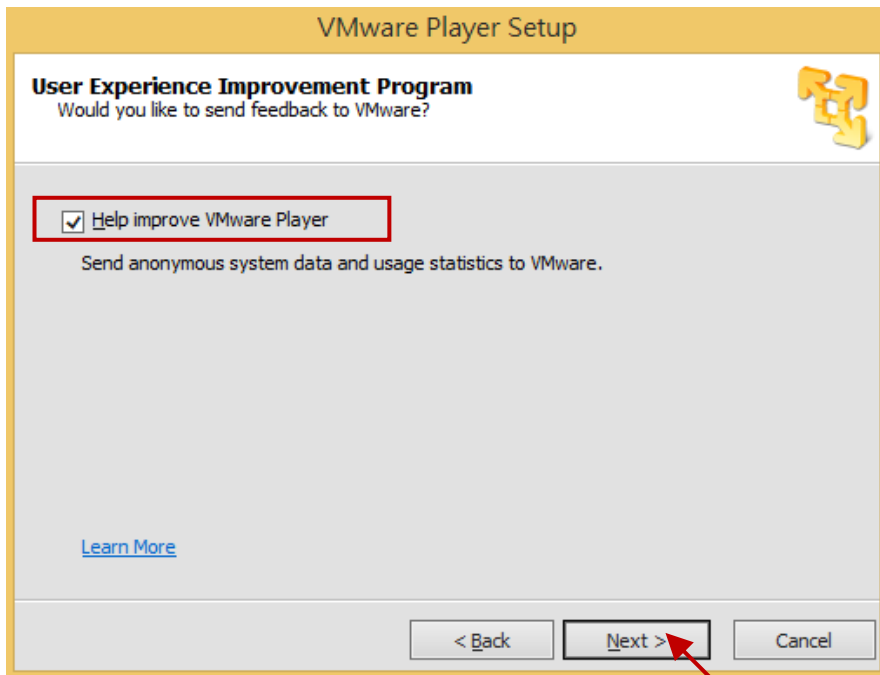 VMware Player Setup
User Experience Improvement Program
Would you like to send feedback to VMware?
Help improve VMware Player
Send anonymous system data and usage statistics to VMware.
Learn More
< Back Next > Cancel